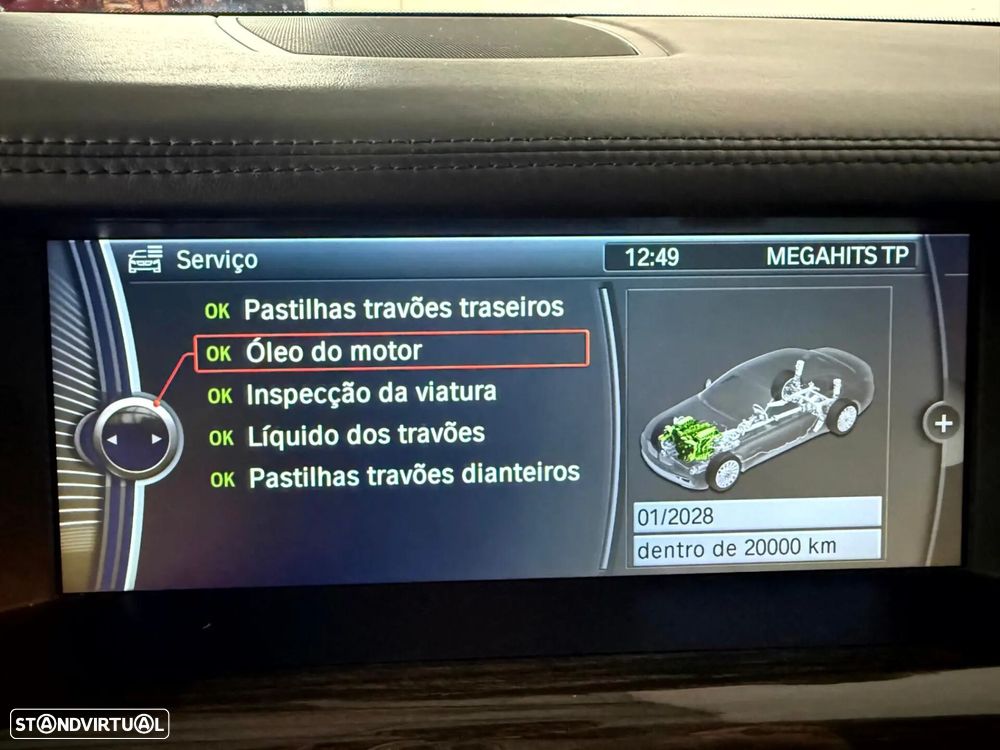 Serviço
12:49 MEGAHITS TP
OK Pastilhas travões traseiros
OK Óleo do motor
OK Inspecção da viatura
OK Líquido dos travões
OK Pastilhas travões dianteiros
01/2028
dentro de 20000 km
STANDVIRTUAL